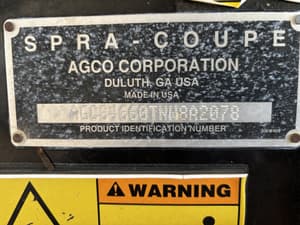 SPRA-COUPE
AGCO CORPORATION
DULUTH, GA USA
MADE IN USA
PRODUCT IDENTIFICATION NUMBER
WARNING